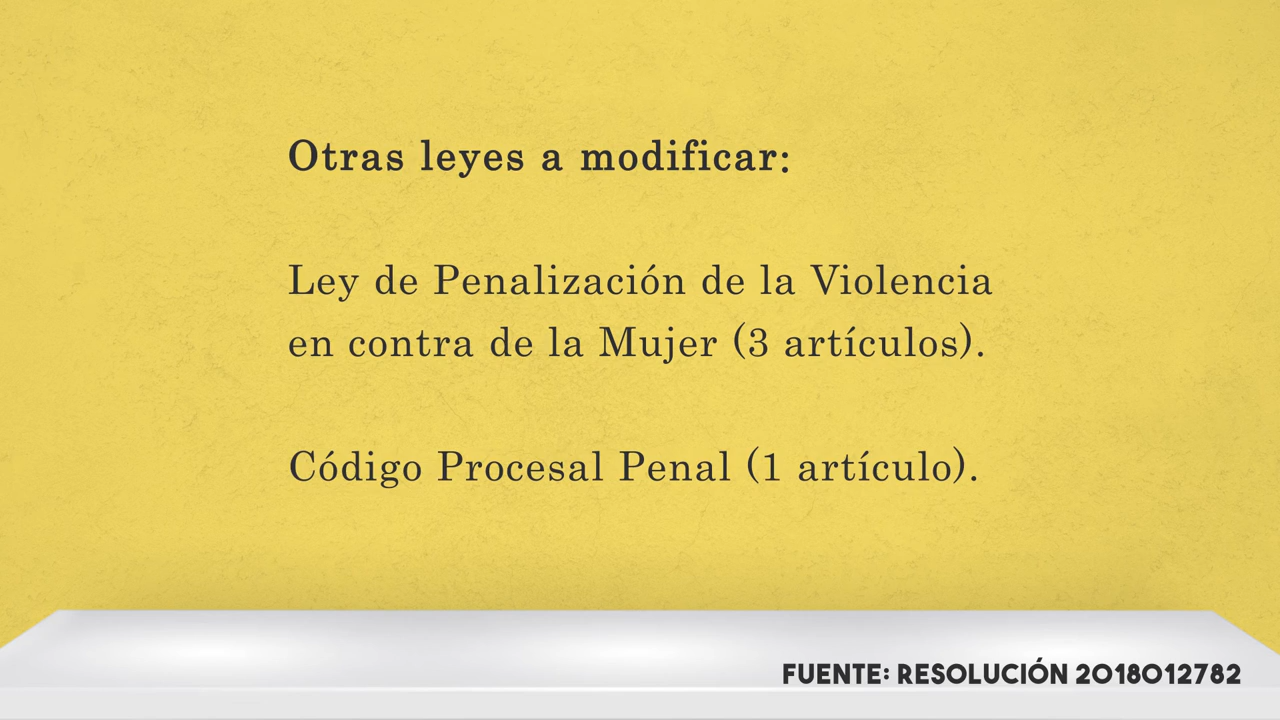 Otras leyes a modificar:
Ley de Penalización de la Violencia
en contra de la Mujer (3 artículos).
Código Procesal Penal (1 artículo).
FUENTE: RESOLUCIÓN 2018012782